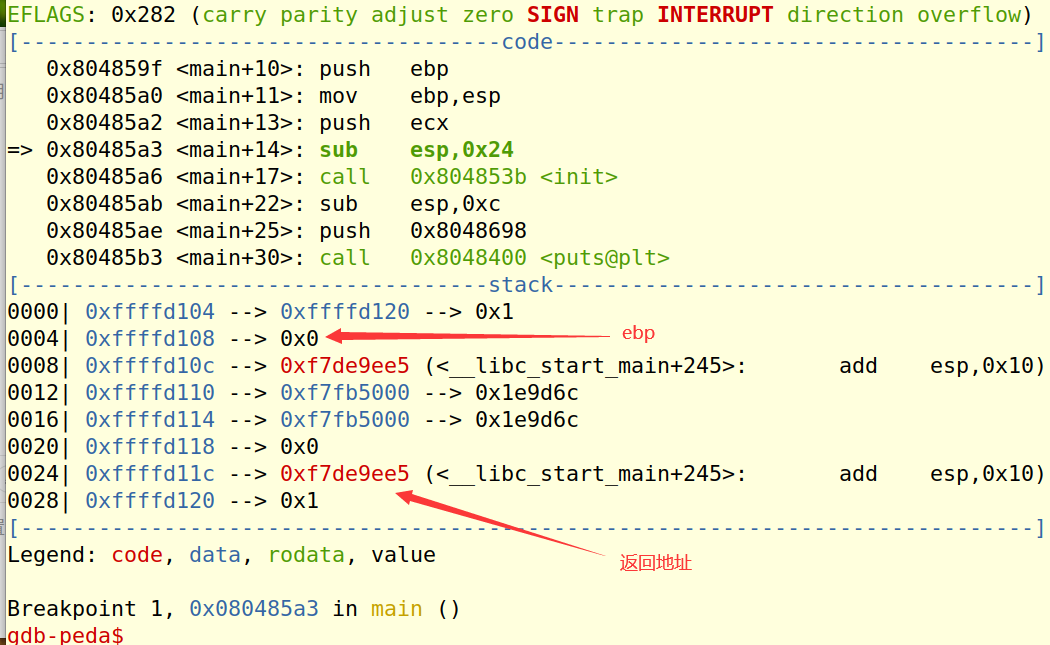 EFLAGS: 0x282 (carry parity adjust zero SIGN trap INTERRUPT direction overflow)
[-------------------------------------code-------------------------------------]
   0x804859f <main+10>: push   ebp
   0x80485a0 <main+11>: mov    ebp,esp
   0x80485a2 <main+13>: push   ecx
=> 0x80485a3 <main+14>: sub    esp,0x24
   0x80485a6 <main+17>: call   0x804853b <init>
   0x80485ab <main+22>: sub    esp,0xc
   0x80485ae <main+25>: push   0x8048698
   0x80485b3 <main+30>: call   0x8048400 <puts@plt>
[------------------------------------stack-------------------------------------]
0000| 0xffffd104 --> 0xffffd120 --> 0x1
0004| 0xffffd108 --> 0x0 ebp
0008| 0xffffd10c --> 0xf7de9ee5 (<__libc_start_main+245>:       add    esp,0x10)
0012| 0xffffd110 --> 0xf7fb5000 --> 0x1e9d6c
0016| 0xffffd114 --> 0xf7fb5000 --> 0x1e9d6c
0020| 0xffffd118 --> 0x0
0024| 0xffffd11c --> 0xf7de9ee5 (<__libc_start_main+245>:       add    esp,0x10)
0028| 0xffffd120 --> 0x1
[------------------------------------------------------------------------------]
Legend: code, data, rodata, value
返回地址
Breakpoint 1, 0x080485a3 in main ()
gdb-peda$